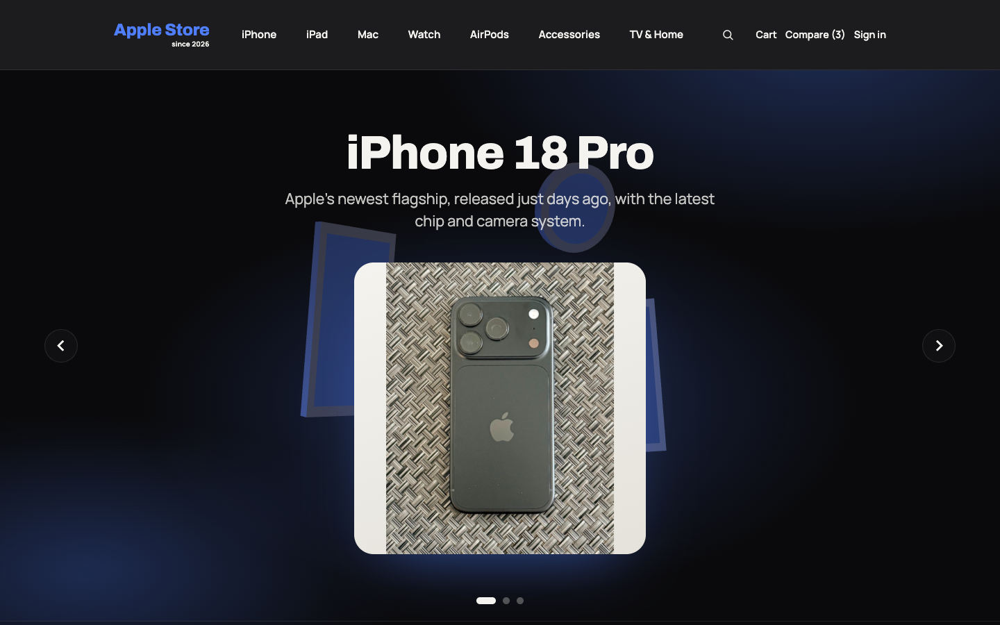 Apple Store
since 2026
iPhone
iPad
Mac
Watch
AirPods
Accessories
TV & Home
Cart
Compare (3)
Sign in
iPhone 18 Pro
Apple’s newest flagship, released just days ago, with the latest
chip and camera system.